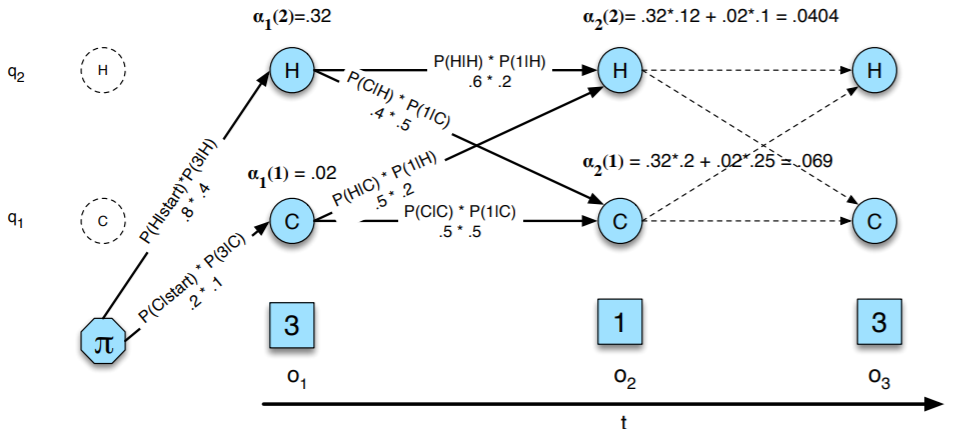 α₁(2)=.32
α₂(2)= .32*.12 + .02*.1 = .0404
q₂
H
H
P(H|H) * P(1|H)
.6 * .2
H
H
P(C|H) * P(1|C)
.4 * .5
P(H|start)*P(3|H)
.8 * .4
α₁(1) = .02
P(H|C) * P(1|H)
.5 * .2
α₂(1) = .32*.2 + .02*.25 = .069
q₁
C
C
P(C|C) * P(1|C)
.5 * .5
C
C
P(C|start) * P(3|C)
.2 * .1
π
3
1
3
o₁
o₂
o₃
t